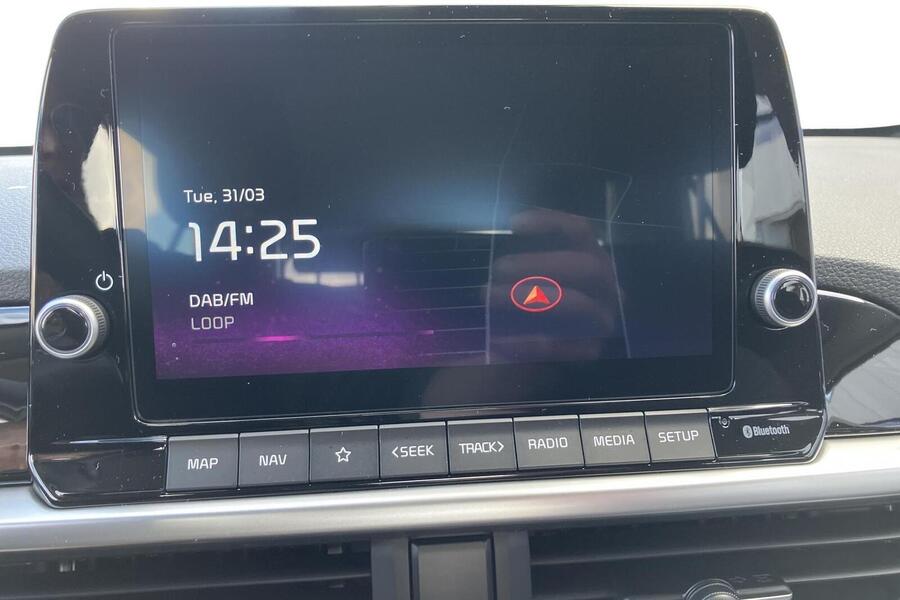 Tue, 31/03
14:25
DAB/FM
LOOP
MAP NAV <SEEK TRACK> RADIO MEDIA SETUP
Bluetooth